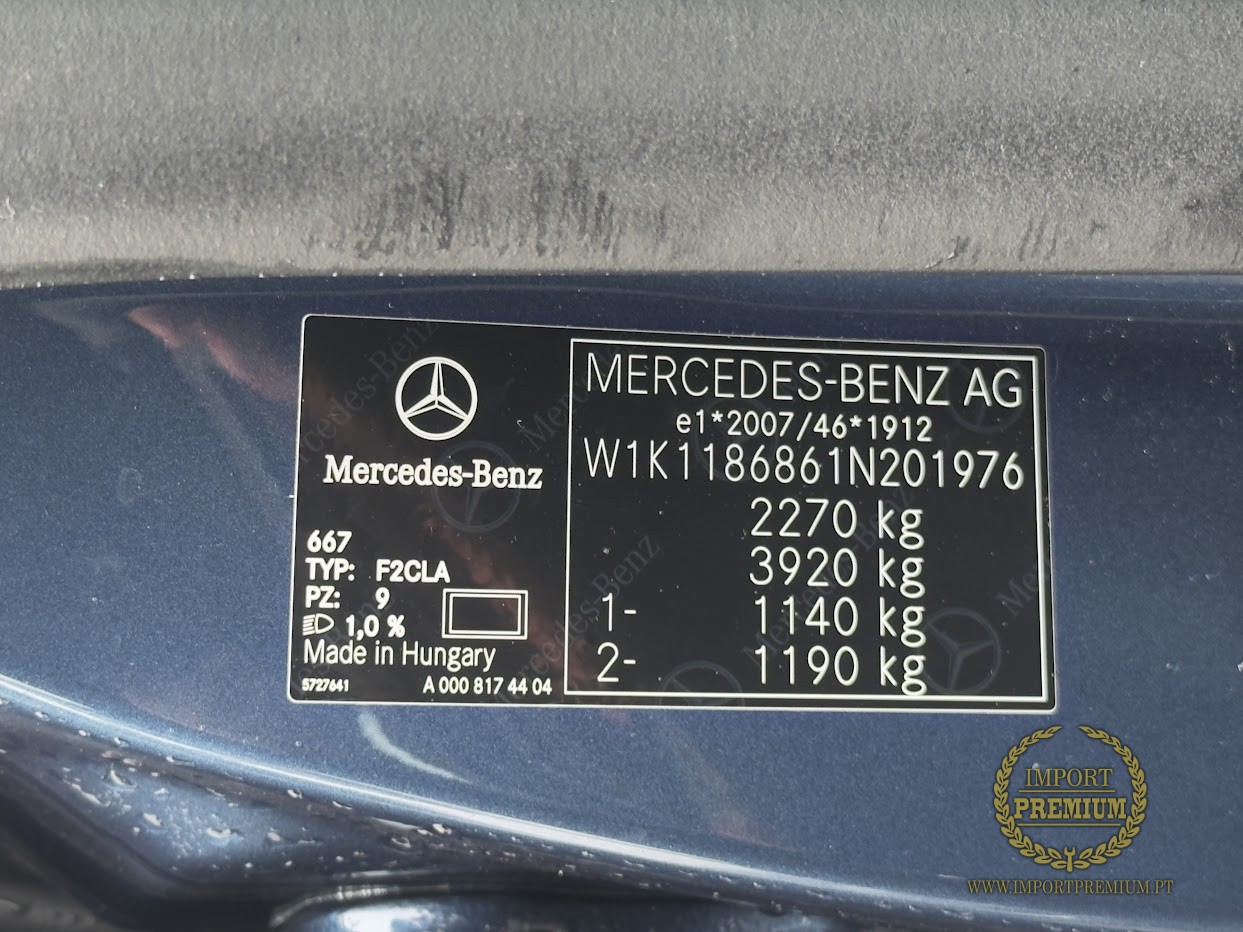 Mercedes-Benz
667
TYP: F2CLA
PZ: 9
1,0 %
Made in Hungary
5727641 A 000 817 44 04
MERCEDES-BENZ AG
e1*2007/46*1912
W1K1186861N201976
2270 kg
3920 kg
1- 1140 kg
2- 1190 kg
IMPORT
PREMIUM
WWW.IMPORTPREMIUM.PT